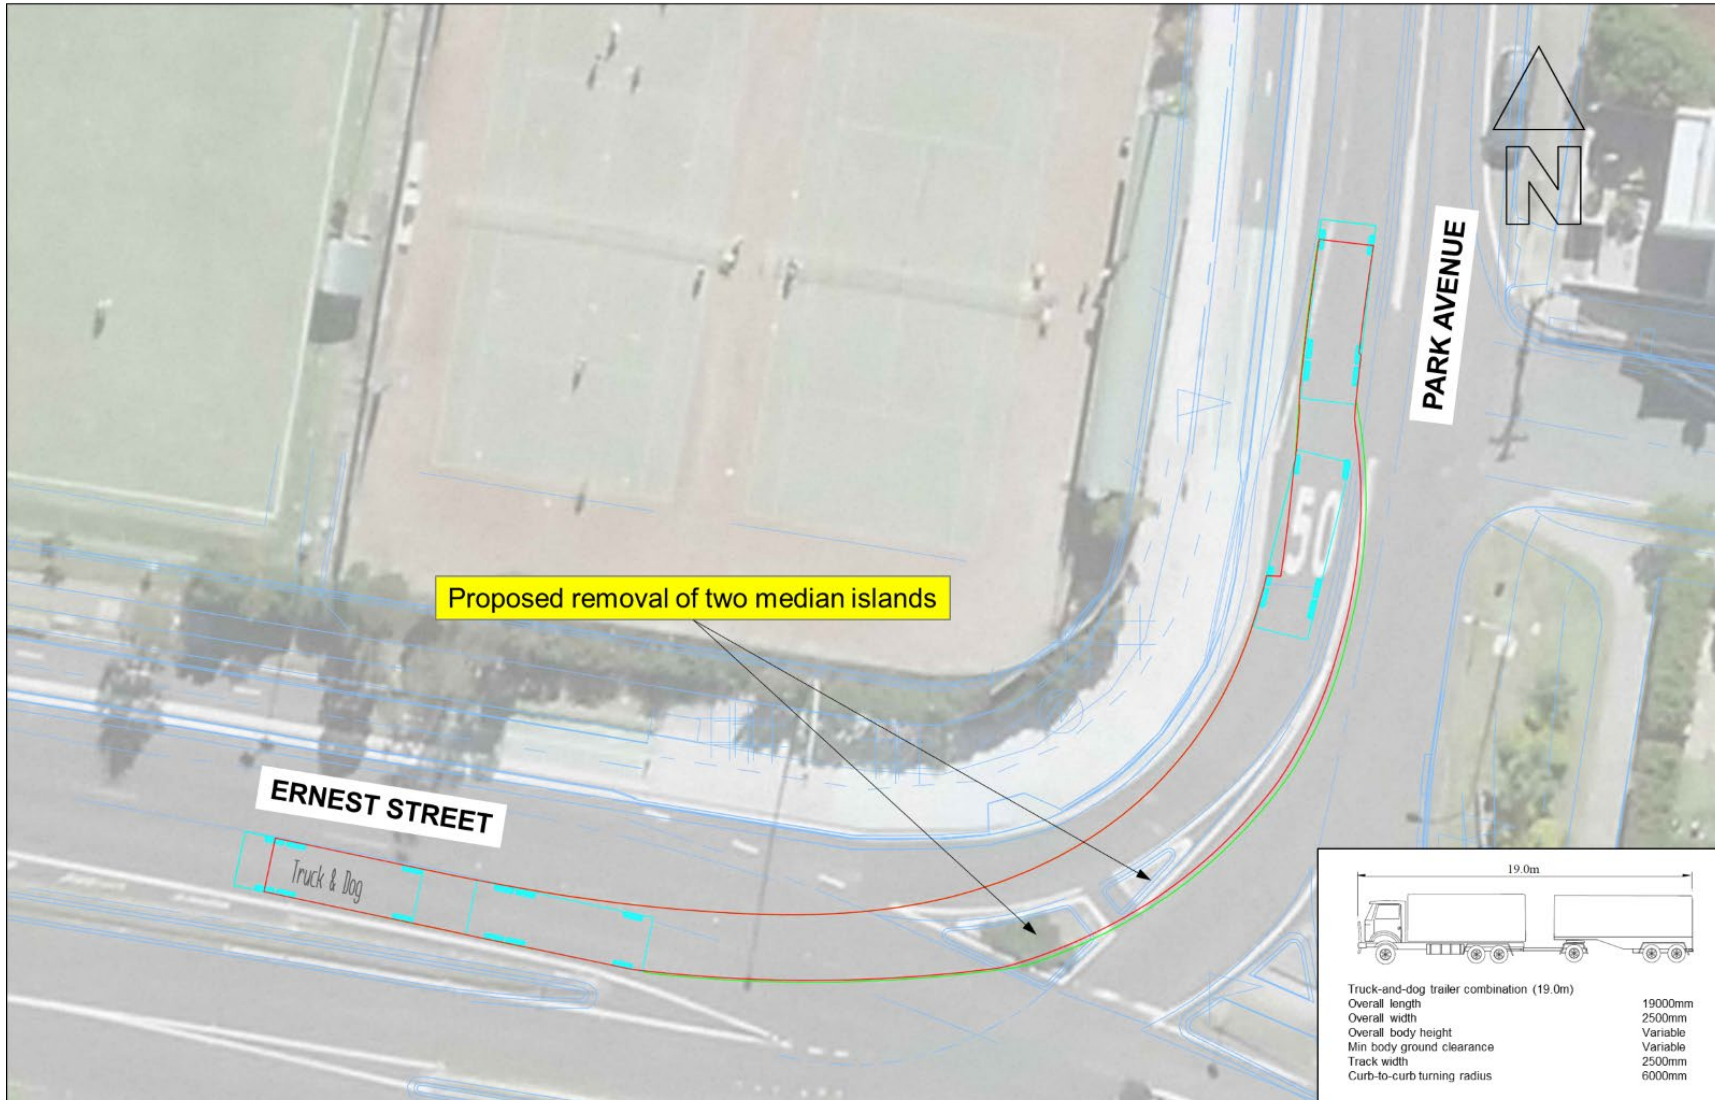 N
PARK AVENUE
50
Proposed removal of two median islands
ERNEST STREET
Truck & Dog
19.0m
Truck-and-dog trailer combination (19.0m)
Overall length 19000mm
Overall width 2500mm
Overall body height Variable
Min body ground clearance Variable
Track width 2500mm
Curb-to-curb turning radius 6000mm